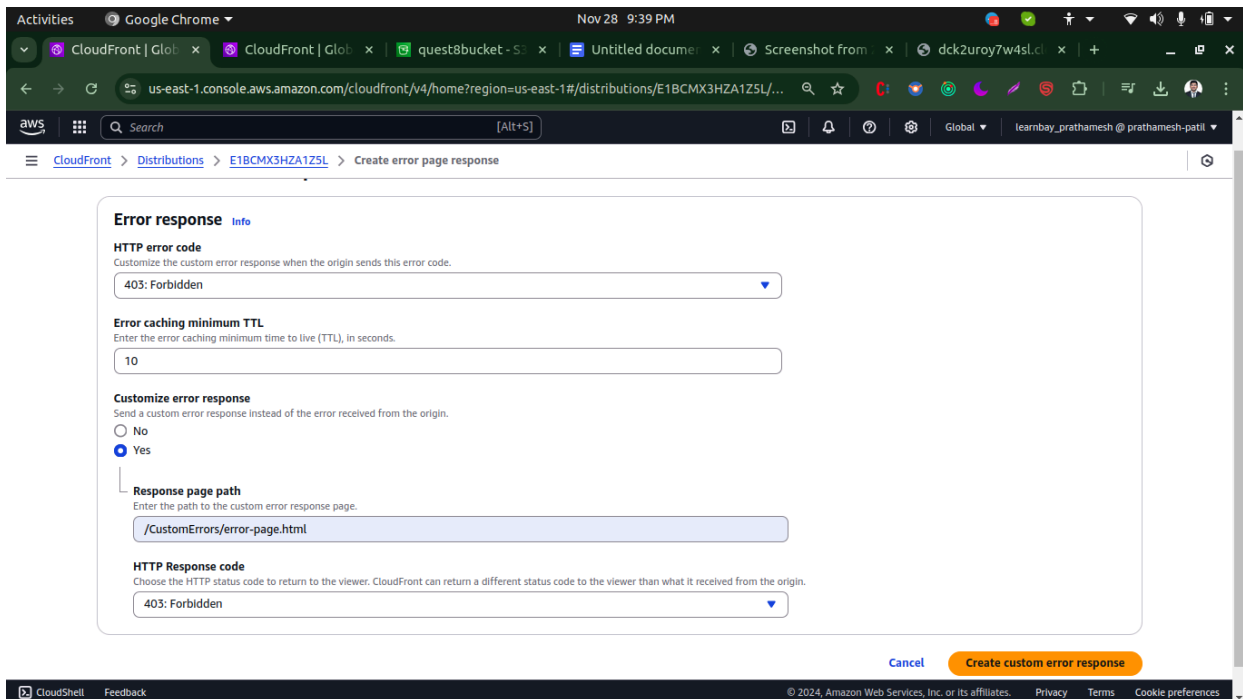 Activities Google Chrome Nov 28 9:39 PM
CloudFront | Glob CloudFront | Glob quest8bucket - S3 Untitled documen Screenshot from dck2uroy7w4sl.cl
us-east-1.console.aws.amazon.com/cloudfront/v4/home?region=us-east-1#/distributions/E1BCMX3HZA1Z5L/...
aws Search [Alt+S] Global learnbay_prathamesh @ prathamesh-patil
CloudFront > Distributions > E1BCMX3HZA1Z5L > Create error page response
Error response Info
HTTP error code
Customize the custom error response when the origin sends this error code.
403: Forbidden
Error caching minimum TTL
Enter the error caching minimum time to live (TTL), in seconds.
10
Customize error response
Send a custom error response instead of the error received from the origin.
No
Yes
Response page path
Enter the path to the custom error response page.
/CustomErrors/error-page.html
HTTP Response code
Choose the HTTP status code to return to the viewer. CloudFront can return a different status code to the viewer than what it received from the origin.
403: Forbidden
Cancel Create custom error response
CloudShell Feedback © 2024, Amazon Web Services, Inc. or its affiliates. Privacy Terms Cookie preferences